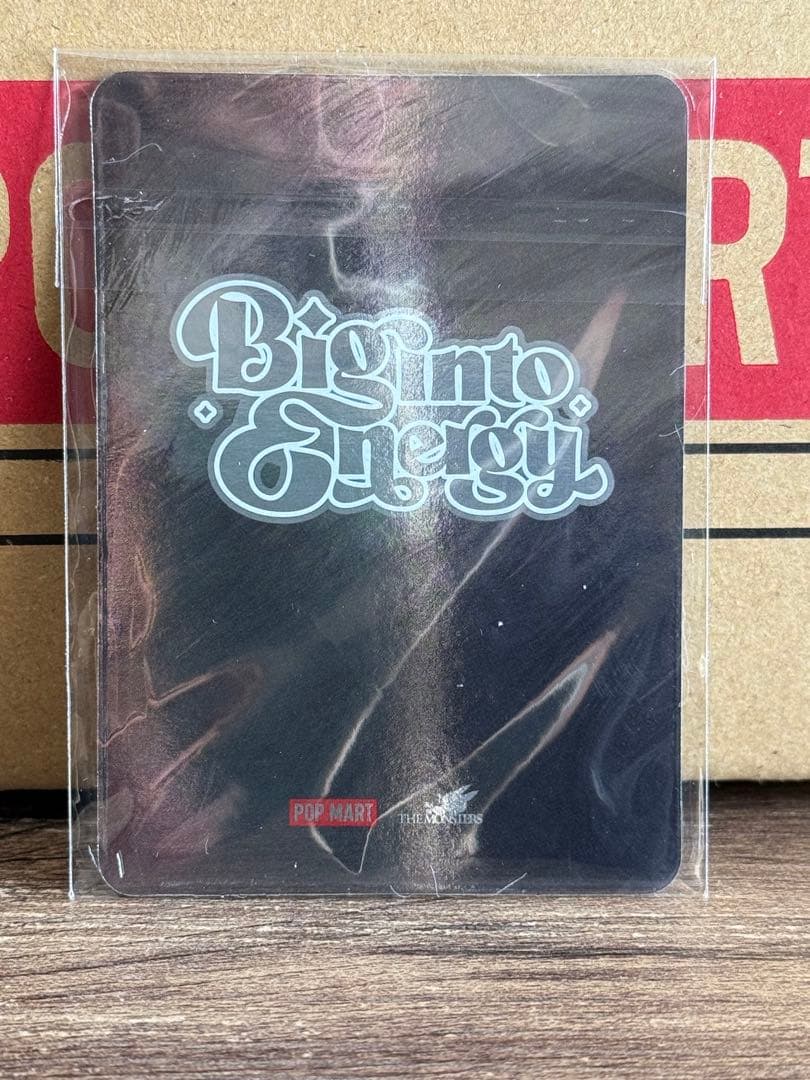 Big into
Energy
POP MART
THE MONSTERS